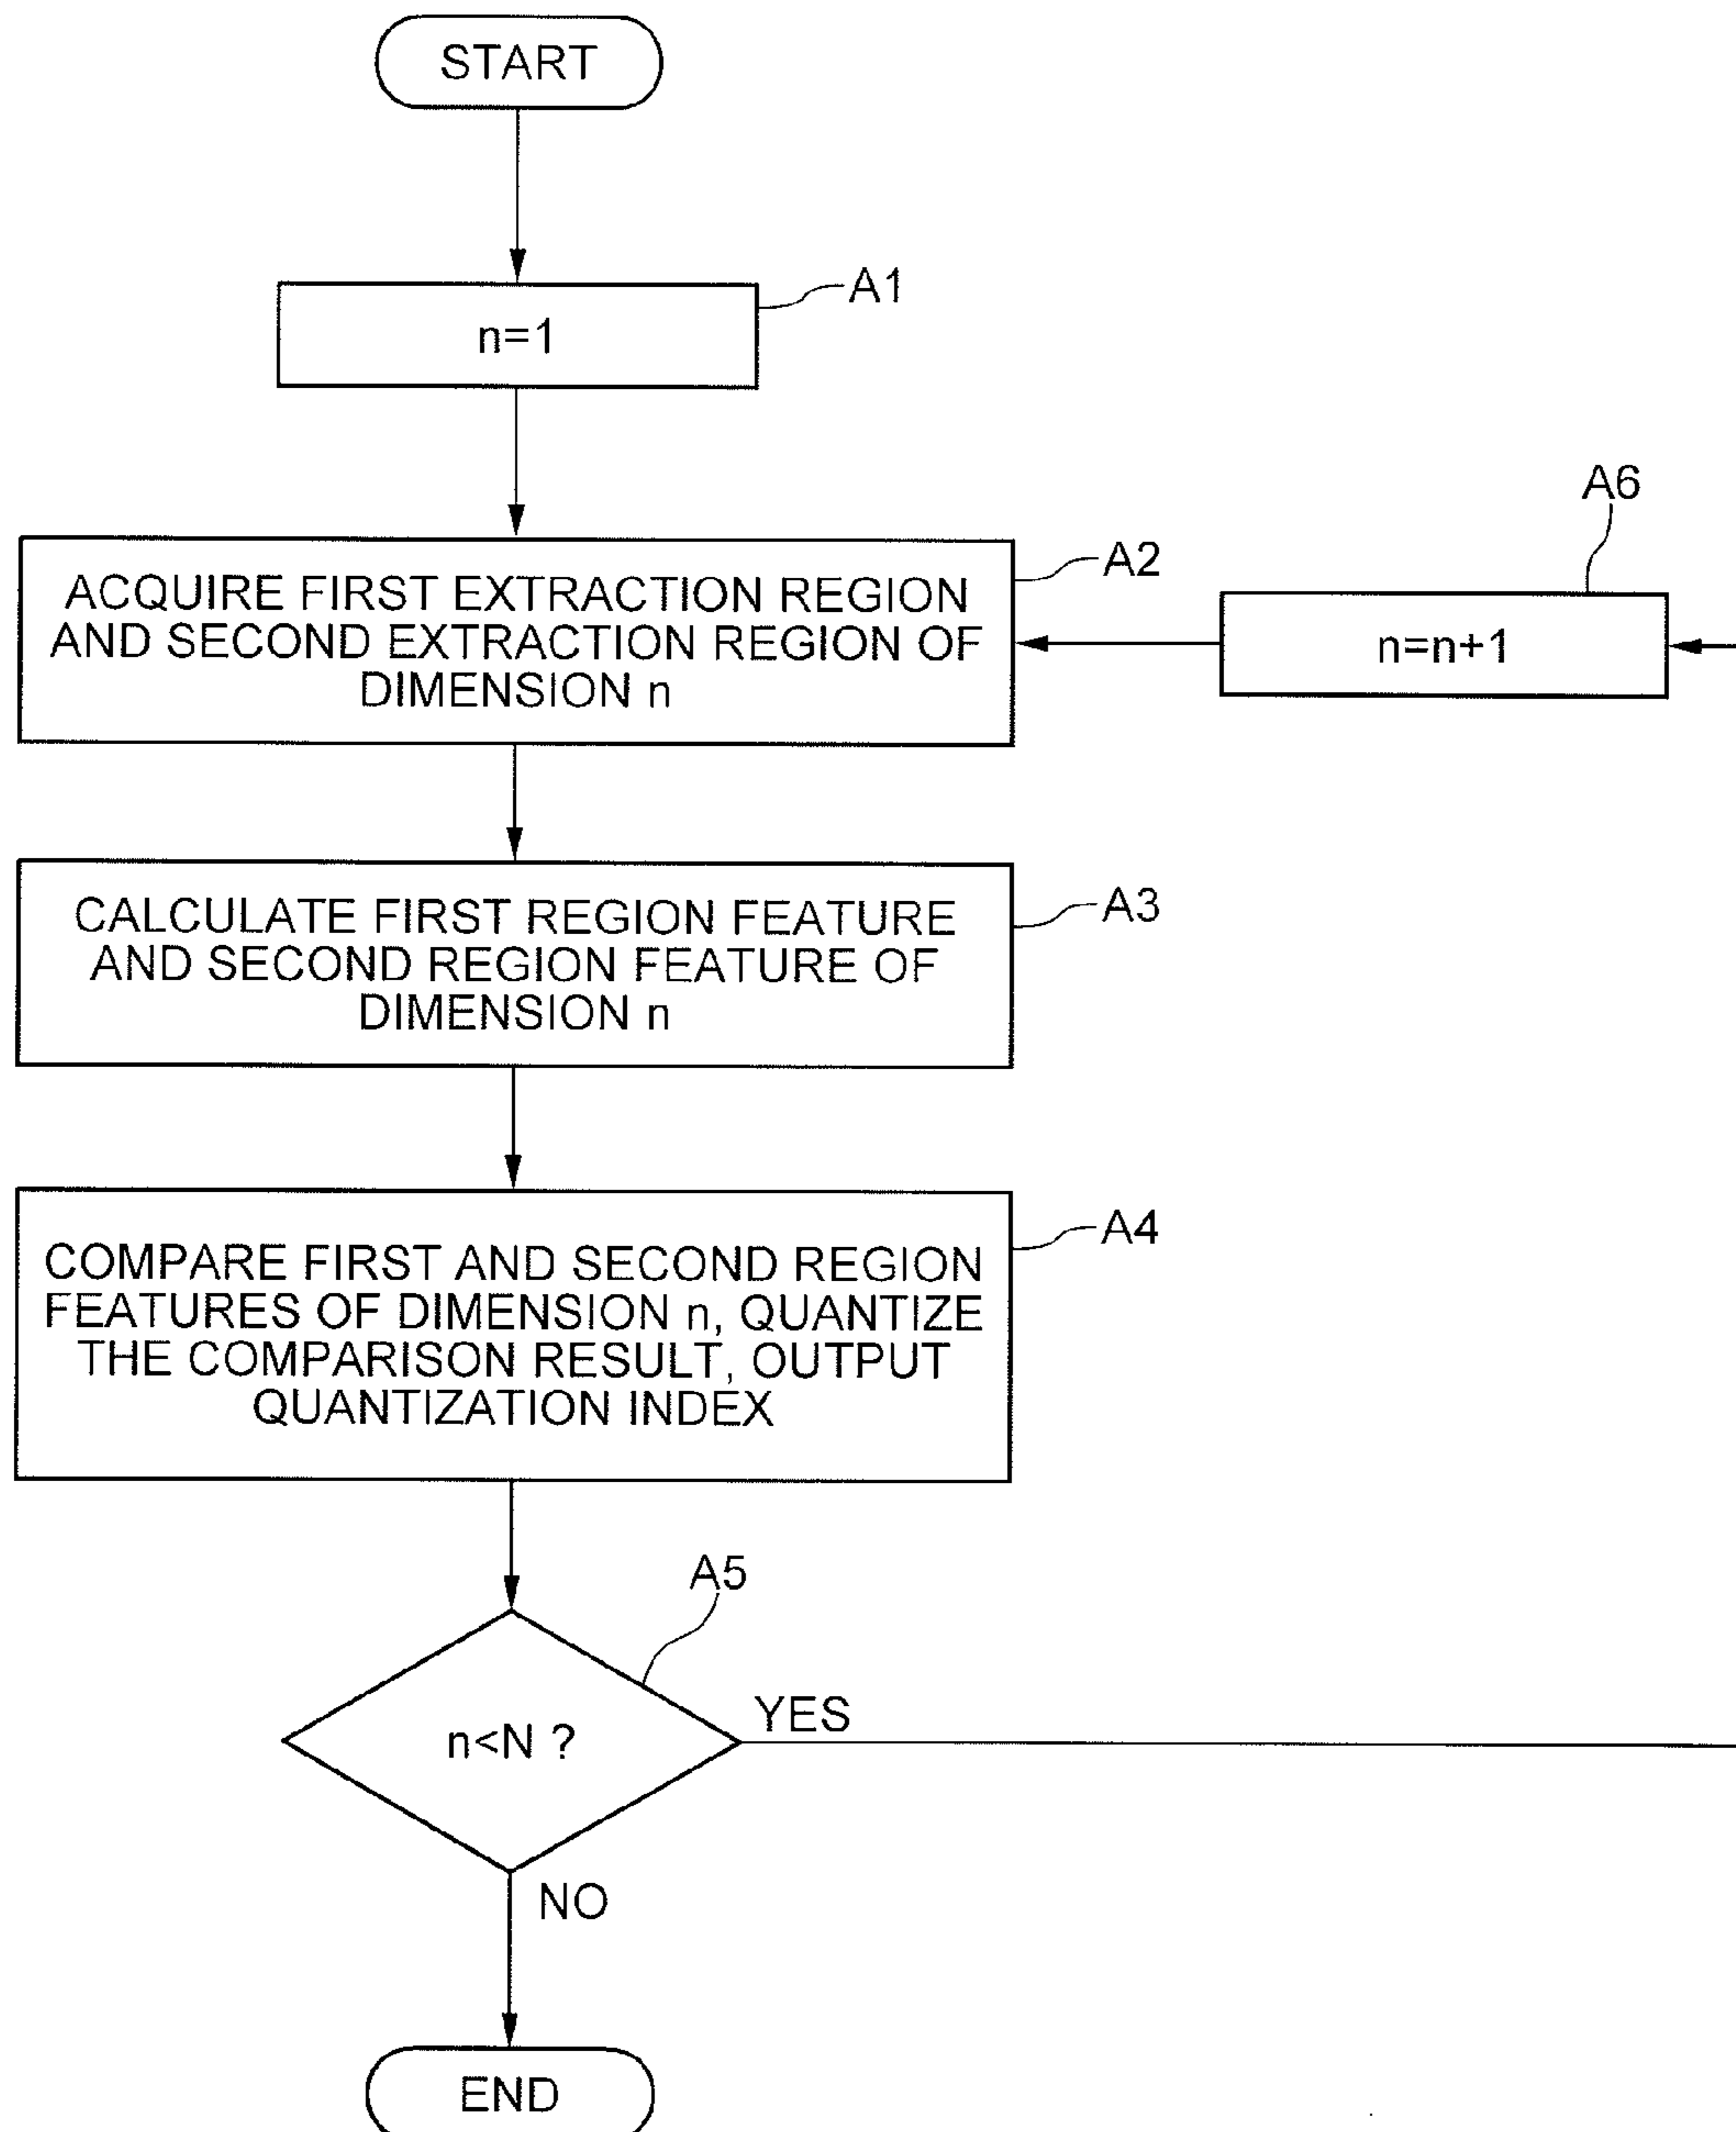 START
A1
n=1
A6
A2
ACQUIRE FIRST EXTRACTION REGION
AND SECOND EXTRACTION REGION OF
DIMENSION n
n=n+1
A3
CALCULATE FIRST REGION FEATURE
AND SECOND REGION FEATURE OF
DIMENSION n
A4
COMPARE FIRST AND SECOND REGION
FEATURES OF DIMENSION n, QUANTIZE
THE COMPARISON RESULT, OUTPUT
QUANTIZATION INDEX
A5
n<N ?
YES
NO
END